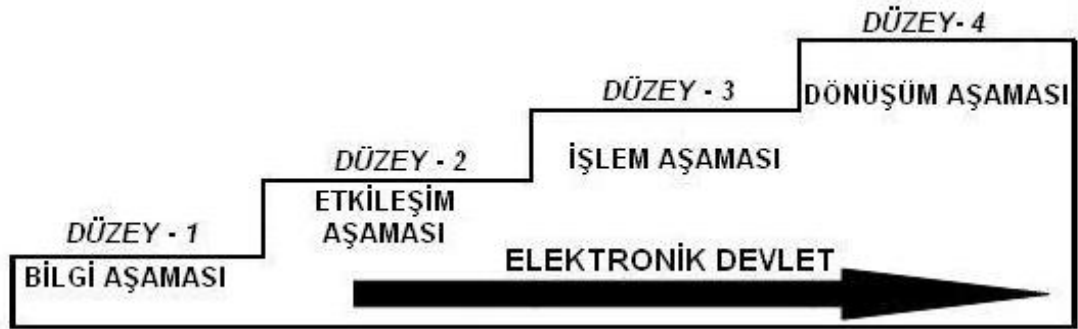 DÜZEY - 1
BİLGİ AŞAMASI
DÜZEY - 2
ETKİLEŞİM
AŞAMASI
DÜZEY - 3
İŞLEM AŞAMASI
DÜZEY- 4
DÖNÜŞÜM AŞAMASI
ELEKTRONİK DEVLET